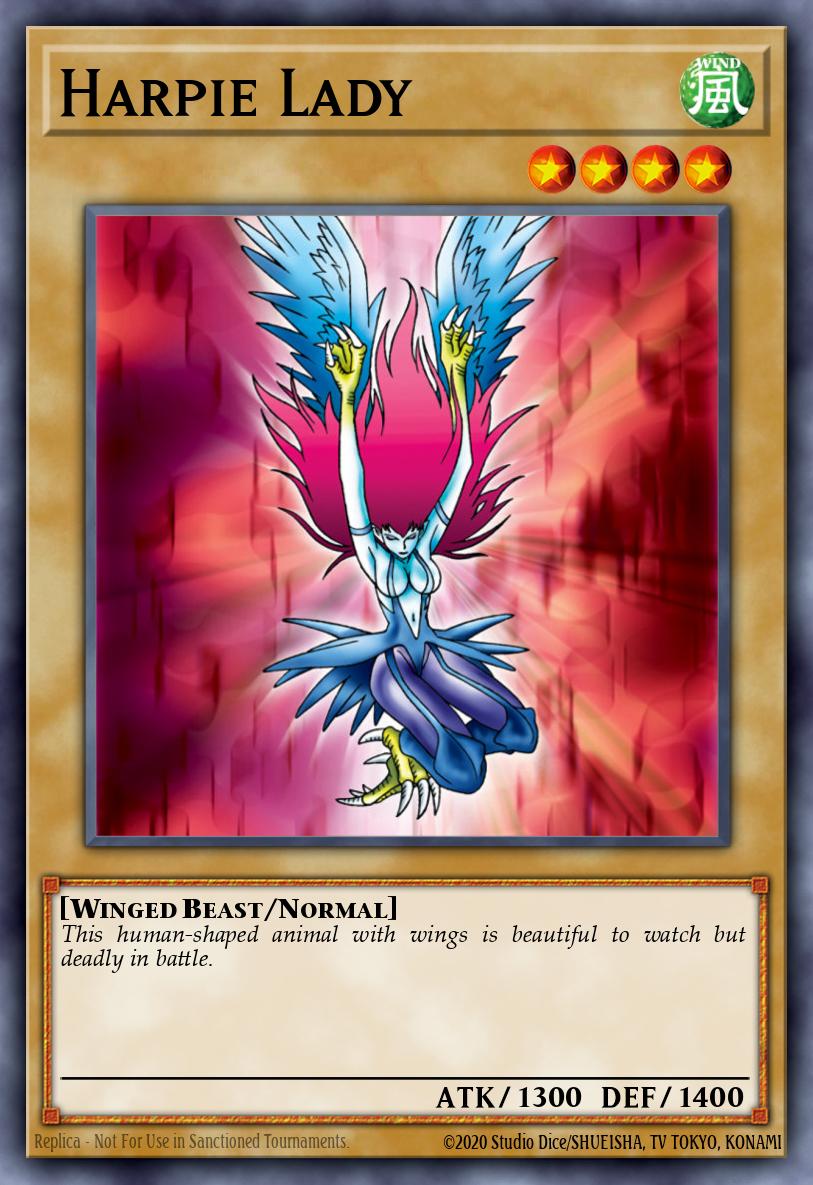 Harpie Lady
WIND
風
[Winged Beast/Normal]
This human-shaped animal with wings is beautiful to watch but
deadly in battle.
ATK/1300 DEF/1400
Replica - Not For Use in Sanctioned Tournaments.
©2020 Studio Dice/SHUEISHA, TV TOKYO, KONAMI